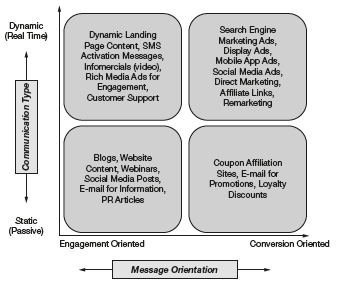 Dynamic
(Real Time)
Communication Type
Static
(Passive)
Dynamic Landing
Page Content, SMS
Activation Messages,
Infomercials (video),
Rich Media Ads for
Engagement,
Customer Support
Search Engine
Marketing Ads,
Display Ads,
Mobile App Ads,
Social Media Ads,
Direct Marketing,
Affiliate Links,
Remarketing
Blogs, Website
Content, Webinars,
Social Media Posts,
E-mail for Information,
PR Articles
Coupon Affiliation
Sites, E-mail for
Promotions, Loyalty
Discounts
Engagement Oriented
Conversion Oriented
Message Orientation